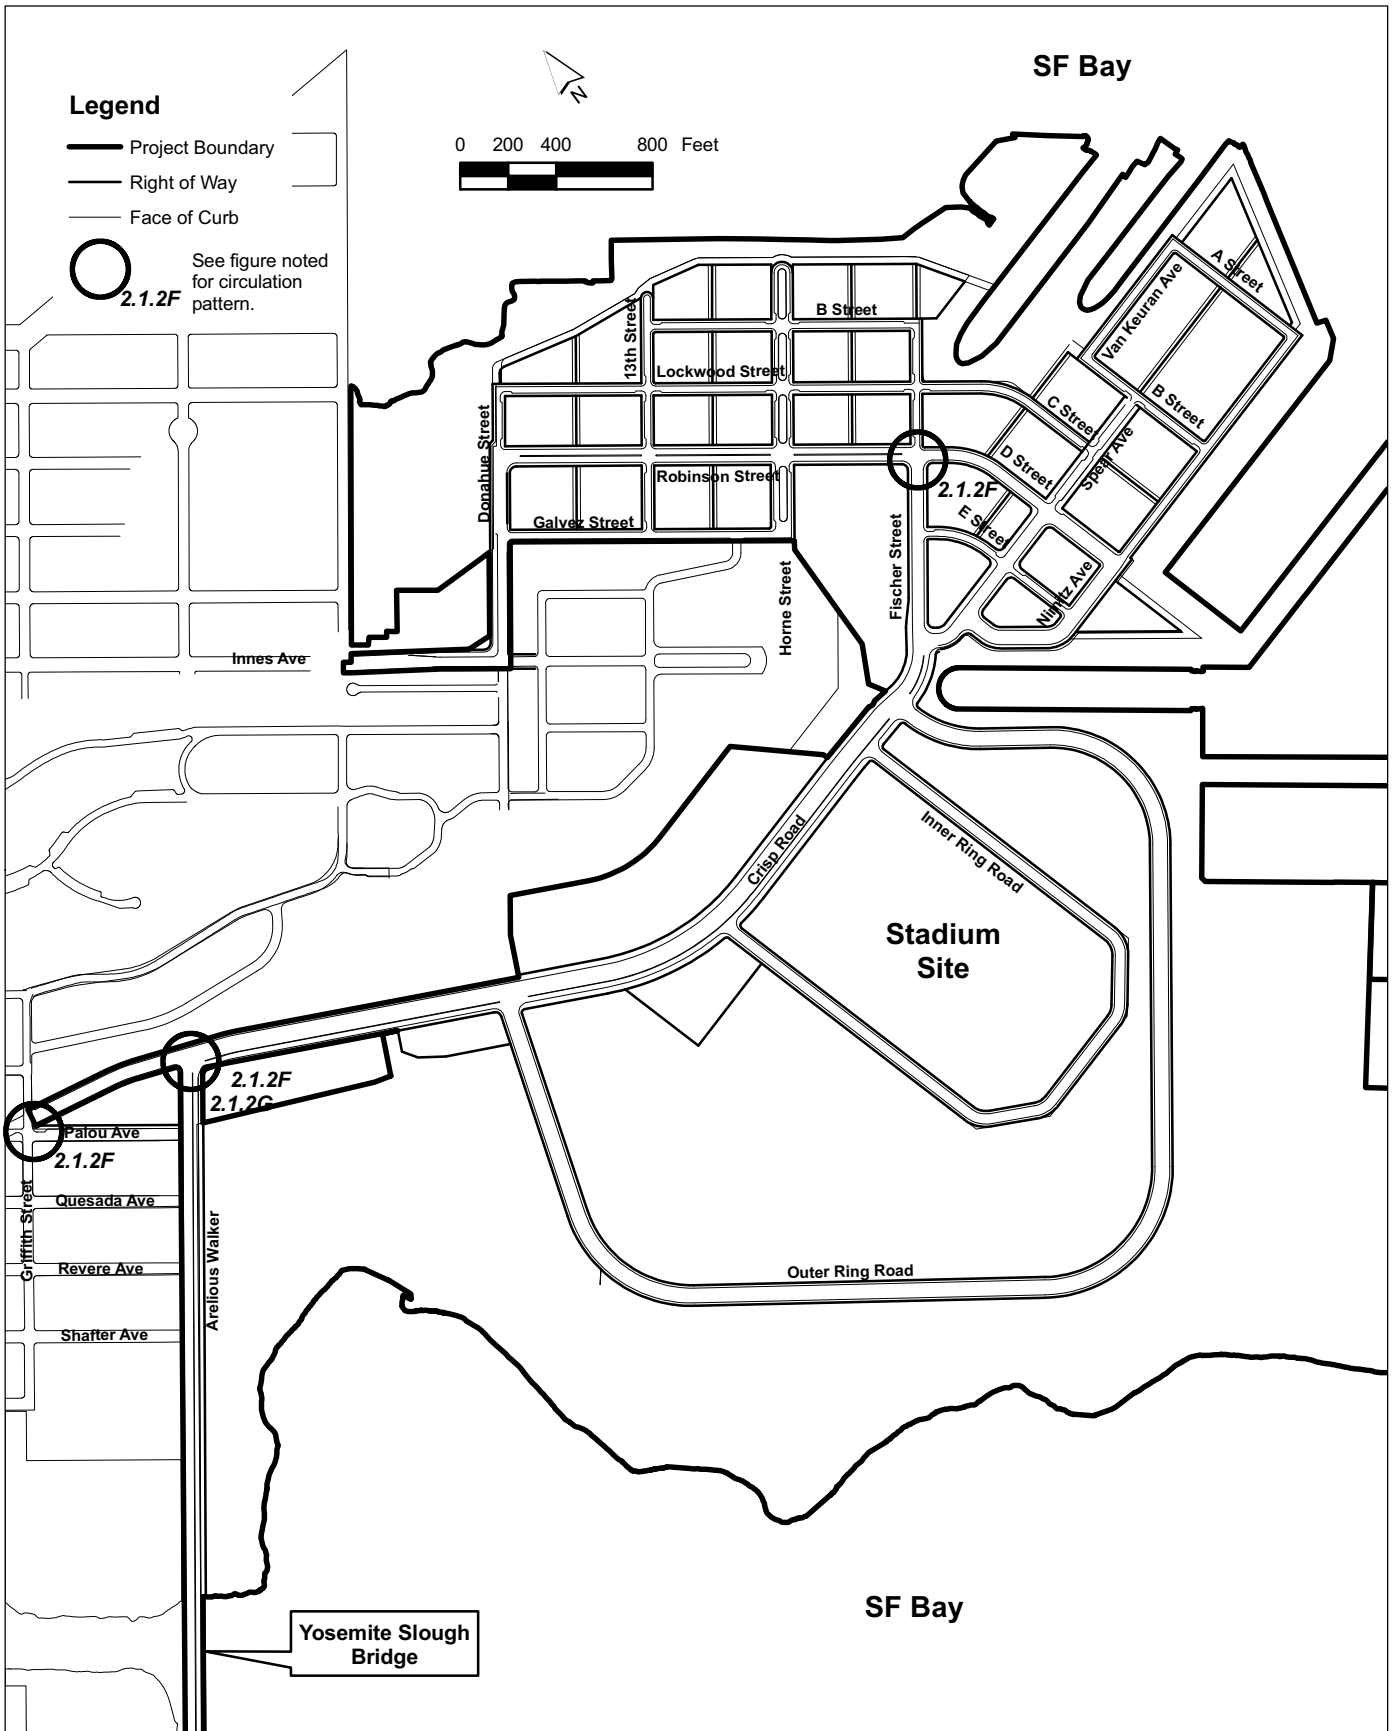 SF Bay
N
Legend
Project Boundary
Right of Way
Face of Curb
See figure noted
for circulation
pattern.
2.1.2F
0 200 400 800 Feet
A Street
Van Keuran Ave
13th Street
B Street
Lockwood Street
B Street
C Street
Donahue Street
Spear Ave
D Street
Robinson Street
2.1.2F
Galvez Street
E Street
Fischer Street
Horne Street
Nimitz Ave
Innes Ave
Crisp Road
Inner Ring Road
Stadium
Site
2.1.2F
2.1.2G
Palou Ave
2.1.2F
Griffith Street
Quesada Ave
Arelious Walker
Revere Ave
Outer Ring Road
Shafter Ave
SF Bay
Yosemite Slough
Bridge